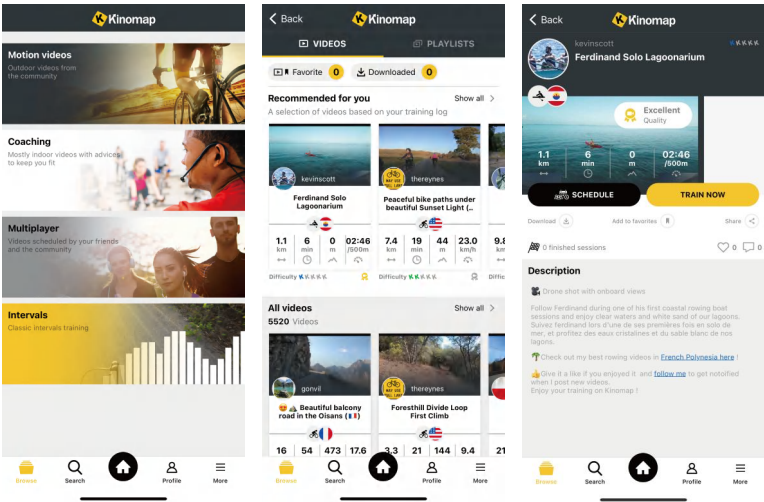 Kinomap
Motion videos
Outdoor videos from
the community
Coaching
Mostly indoor videos with advices
to keep you fit
Multiplayer
Videos scheduled by your friends
and the community
Intervals
Classic intervals training
Browse
Search
Profile
More
Back
Kinomap
VIDEOS
PLAYLISTS
Favorite 0
Downloaded 0
Recommended for you
Show all
A selection of videos based on your training log
kevinscott
thereynes
Ferdinand Solo
Lagoonarium
Peaceful bike paths under
beautiful Sunset Light (...
1.1 6 0 02:46
km min m /500m
7.4 19 44 23.0
km min m km/h
9.8
km
Difficulty
Difficulty
Diffic
All videos
Show all
5520 Videos
gonvil
thereynes
😍 🚵 Beautiful balcony
road in the Oisans (🇫🇷)
Foresthill Divide Loop
First Climb
16 54 473 17.6
3.3 21 144 9.4
21
Browse
Search
Profile
More
Back
Kinomap
kevinscott
Ferdinand Solo Lagoonarium
Excellent
Quality
1.1 6 0 02:46
km min m /500m
SCHEDULE
TRAIN NOW
Download
Add to favorites
Share
0 finished sessions
0
0
Description
🎥 Drone shot with onboard views
Follow Ferdinand during one of his first coastal rowing boat
sessions and enjoy clear waters and white sand of our lagoons.
Suivez ferdinand lors d'une de ses premières fois en solo de
mer, et profitez des eaux cristalines et du sable blanc de nos
lagons.
🌴Check out my best rowing videos in French Polynesia here !
👍Give it a like if you enjoyed it and follow me to get notoified
when I post new videos.
Enjoy your training on Kinomap !
Browse
Search
Profile
More